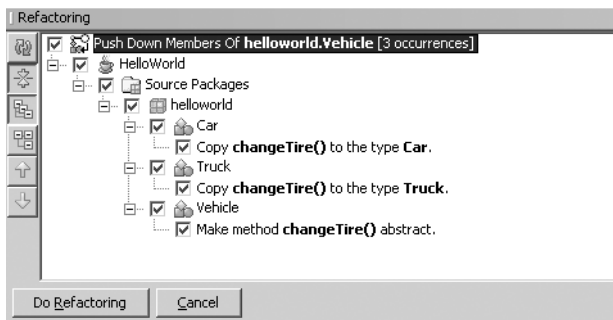 Refactoring
Push Down Members Of helloworld.Vehicle [3 occurrences]
HelloWorld
Source Packages
helloworld
Car
Copy changeTire() to the type Car.
Truck
Copy changeTire() to the type Truck.
Vehicle
Make method changeTire() abstract.
Do Refactoring
Cancel